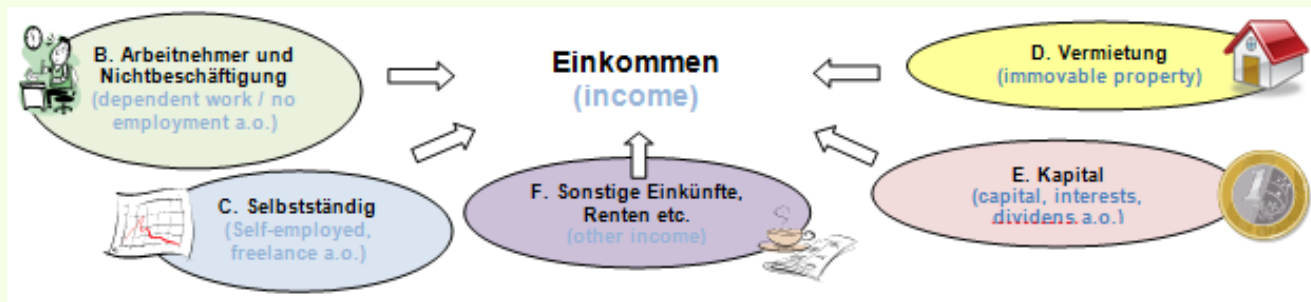 B. Arbeitnehmer und
Nichtbeschäftigung
(dependent work / no
employment a.o.)
Einkommen
(income)
D. Vermietung
(immovable property)
C. Selbstständig
(Self-employed,
freelance a.o.)
F. Sonstige Einkünfte,
Renten etc.
(other income)
E. Kapital
(capital, interests,
dividens a.o.)
1